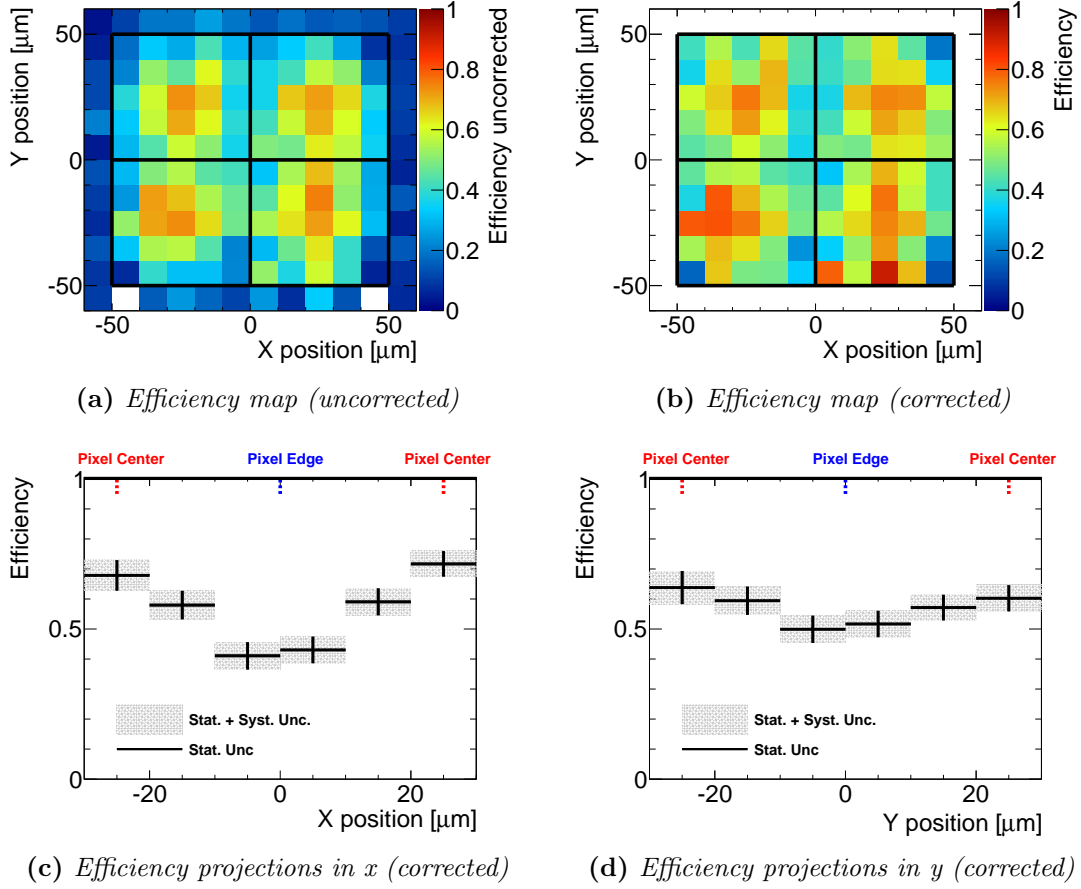 Y position [μm]
50
0
-50
-50
0
50
X position [μm]
1
0.8
0.6
0.4
0.2
0
Efficiency uncorrected
(a) Efficiency map (uncorrected)
Y position [μm]
50
0
-50
-50
0
50
X position [μm]
1
0.8
0.6
0.4
0.2
0
Efficiency
(b) Efficiency map (corrected)
Pixel Center Pixel Edge Pixel Center
Efficiency
1
0.5
0
Stat. + Syst. Unc.
Stat. Unc
-20 0 20
X position [μm]
(c) Efficiency projections in x (corrected)
Pixel Center Pixel Edge Pixel Center
Efficiency
1
0.5
0
Stat. + Syst. Unc.
Stat. Unc
-20 0 20
Y position [μm]
(d) Efficiency projections in y (corrected)